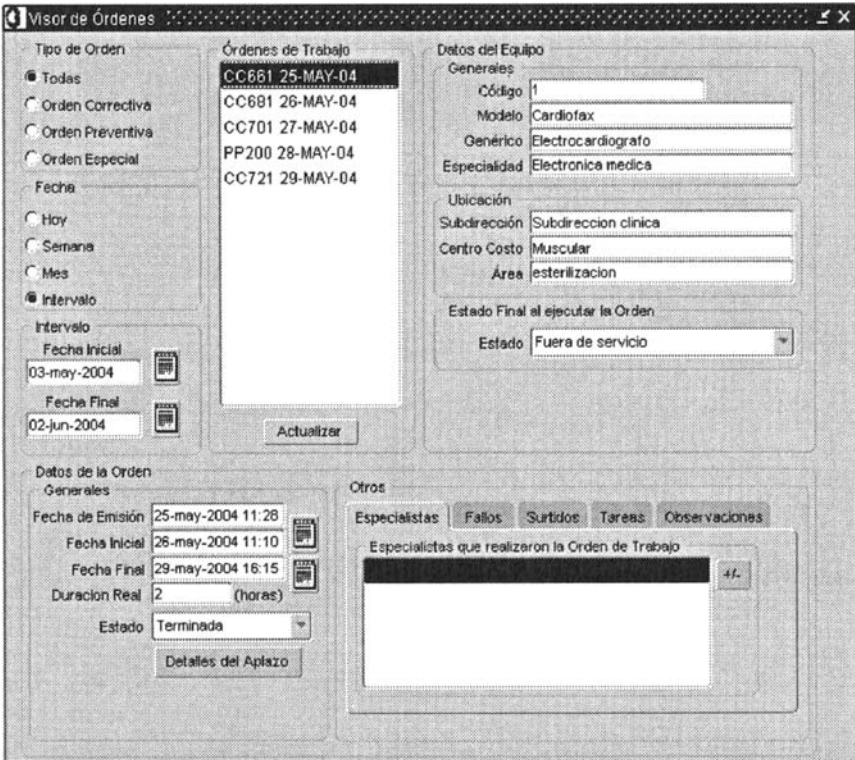 Visor de Órdenes
Tipo de Orden
Todas
Orden Correctiva
Orden Preventiva
Orden Especial
Fecha
Hoy
Semana
Mes
Intervalo
Intervalo
Fecha Inicial
03-may-2004
Fecha Final
02-jun-2004
Órdenes de Trabajo
CC661 25-MAY-04
CC681 26-MAY-04
CC701 27-MAY-04
PP200 28-MAY-04
CC721 29-MAY-04
Actualizar
Datos del Equipo
Generales
Código 1
Modelo Cardiofax
Genérico Electrocardiografo
Especialidad Electronica medica
Ubicación
Subdirección Subdireccion clinica
Centro Costo Muscular
Área esterilizacion
Estado Final al ejecutar la Orden
Estado Fuera de servicio
Datos de la Orden
Generales
Fecha de Emisión 25-may-2004 11:28
Fecha Inicial 26-may-2004 11:10
Fecha Final 29-may-2004 16:15
Duracion Real 2 (horas)
Estado Terminada
Detalles del Aplazo
Otros
Especialistas Fallos Surtidos Tareas Observaciones
Especialistas que realizaron la Orden de Trabajo
+/-